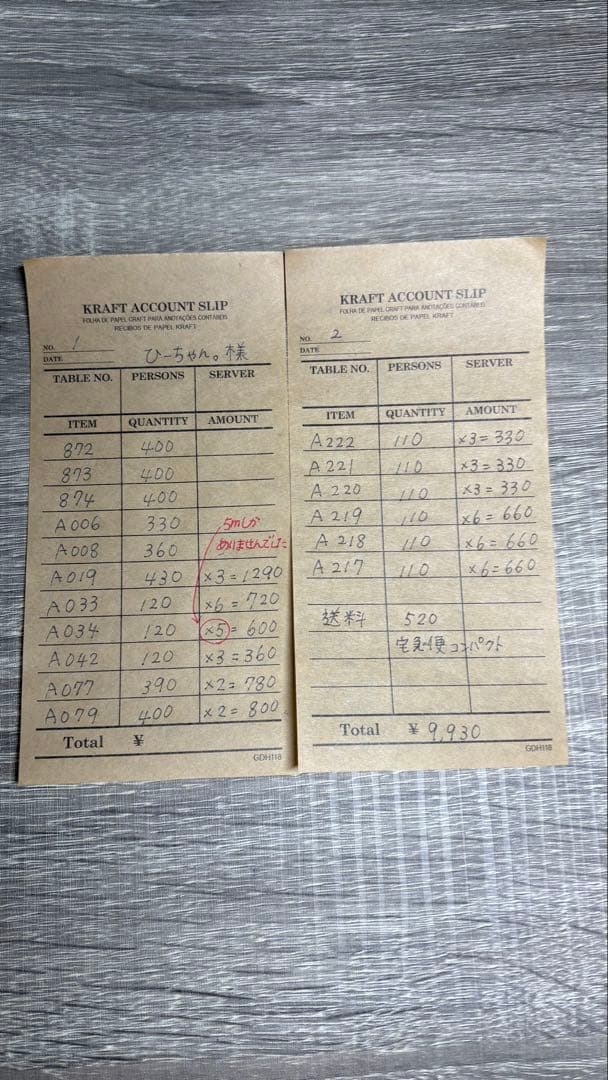 KRAFT ACCOUNT SLIP
FOLHA DE PAPEL CRAFT PARA ANOTAÇÕES CONTÁBEIS
RECIBOS DE PAPEL KRAFT
NO. 1
DATE
ひーちゃん。様
TABLE NO. PERSONS SERVER
ITEM QUANTITY AMOUNT
872 400
873 400
874 400
A006 330
5mしか
ありませんでした
A008 360
A019 430 ×3=1290
A033 120 ×6=720
A034 120 ×5=600
A042 120 ×3=360
A077 390 ×2=780
A079 400 ×2=800
Total ¥
GDH118
KRAFT ACCOUNT SLIP
FOLHA DE PAPEL CRAFT PARA ANOTAÇÕES CONTÁBEIS
RECIBOS DE PAPEL KRAFT
NO. 2
DATE
TABLE NO. PERSONS SERVER
ITEM QUANTITY AMOUNT
A222 110 ×3=330
A221 110 ×3=330
A220 110 ×3=330
A219 110 ×6=660
A218 110 ×6=660
A217 110 ×6=660
送料 520
宅急便コンパクト
Total ¥ 9,930
GDH118